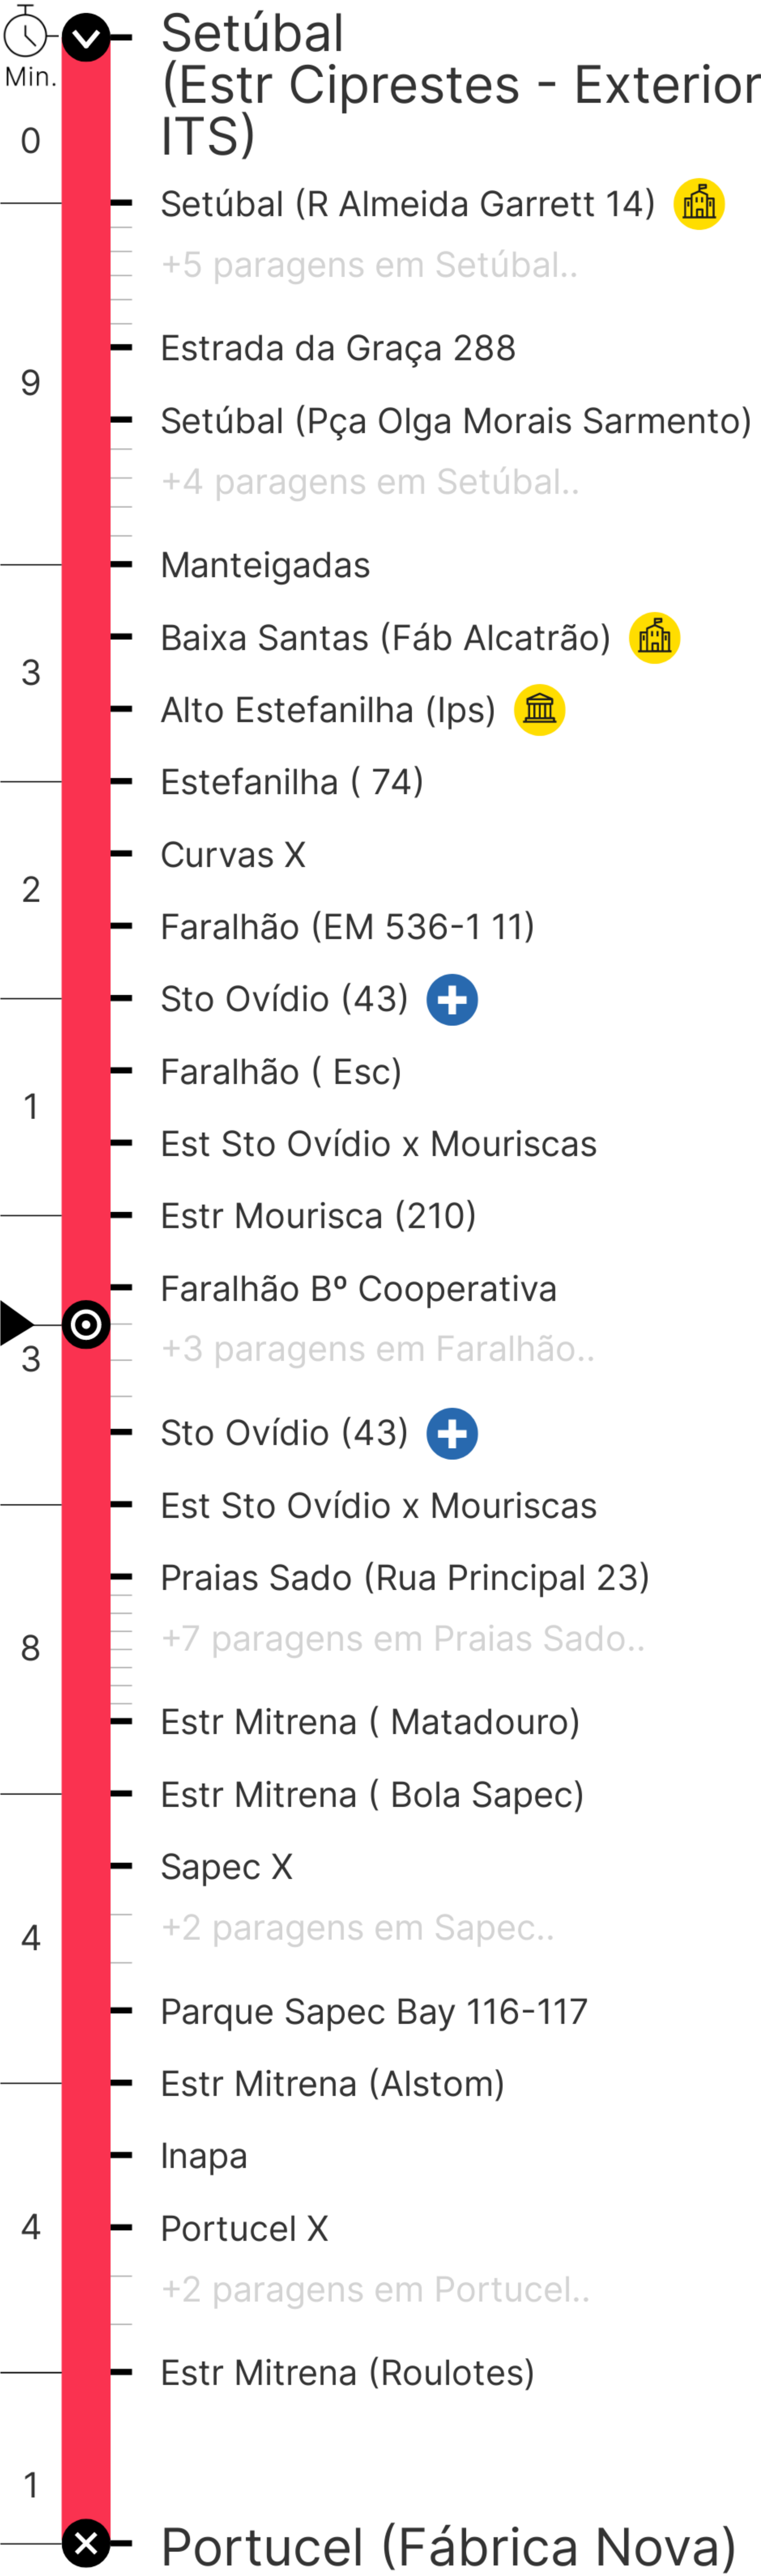 Setúbal
(Estr Ciprestes - Exterior
Min.
ITS)
0
Setúbal (R Almeida Garrett 14)
+5 paragens em Setúbal..
Estrada da Graça 288
9
Setúbal (Pça Olga Morais Sarmento)
+4 paragens em Setúbal..
Manteigadas
Baixa Santas (Fáb Alcatrão)
3
Alto Estefanilha (Ips)
Estefanilha ( 74)
Curvas X
2
Faralhão (EM 536-1 11)
Sto Ovídio (43)
Faralhão ( Esc)
1
Est Sto Ovídio x Mouriscas
Estr Mourisca (210)
Faralhão Bº Cooperativa
+3 paragens em Faralhão..
3
Sto Ovídio (43)
Est Sto Ovídio x Mouriscas
Praias Sado (Rua Principal 23)
+7 paragens em Praias Sado..
8
Estr Mitrena ( Matadouro)
Estr Mitrena ( Bola Sapec)
Sapec X
+2 paragens em Sapec..
4
Parque Sapec Bay 116-117
Estr Mitrena (Alstom)
Inapa
4
Portucel X
+2 paragens em Portucel..
Estr Mitrena (Roulotes)
1
Portucel (Fábrica Nova)